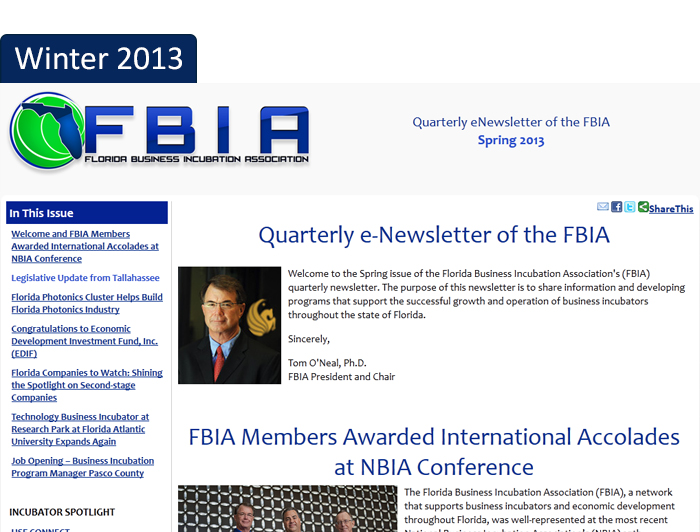 Winter 2013
FBIA
FLORIDA BUSINESS INCUBATION ASSOCIATION
Quarterly eNewsletter of the FBIA
Spring 2013
In This Issue
Welcome and FBIA Members
Awarded International Accolades at
NBIA Conference
Legislative Update from Tallahassee
Florida Photonics Cluster Helps Build
Florida Photonics Industry
Congratulations to Economic
Development Investment Fund, Inc.
(EDIF)
Florida Companies to Watch: Shining
the Spotlight on Second-stage
Companies
Technology Business Incubator at
Research Park at Florida Atlantic
University Expands Again
Job Opening – Business Incubation
Program Manager Pasco County
INCUBATOR SPOTLIGHT
USF CONNECT
ShareThis
Quarterly e-Newsletter of the FBIA
Welcome to the Spring issue of the Florida Business Incubation Association's (FBIA)
quarterly newsletter. The purpose of this newsletter is to share information and developing
programs that support the successful growth and operation of business incubators
throughout the state of Florida.
Sincerely,
Tom O'Neal, Ph.D.
FBIA President and Chair
FBIA Members Awarded International Accolades
at NBIA Conference
The Florida Business Incubation Association (FBIA), a network
that supports business incubators and economic development
throughout Florida, was well-represented at the most recent